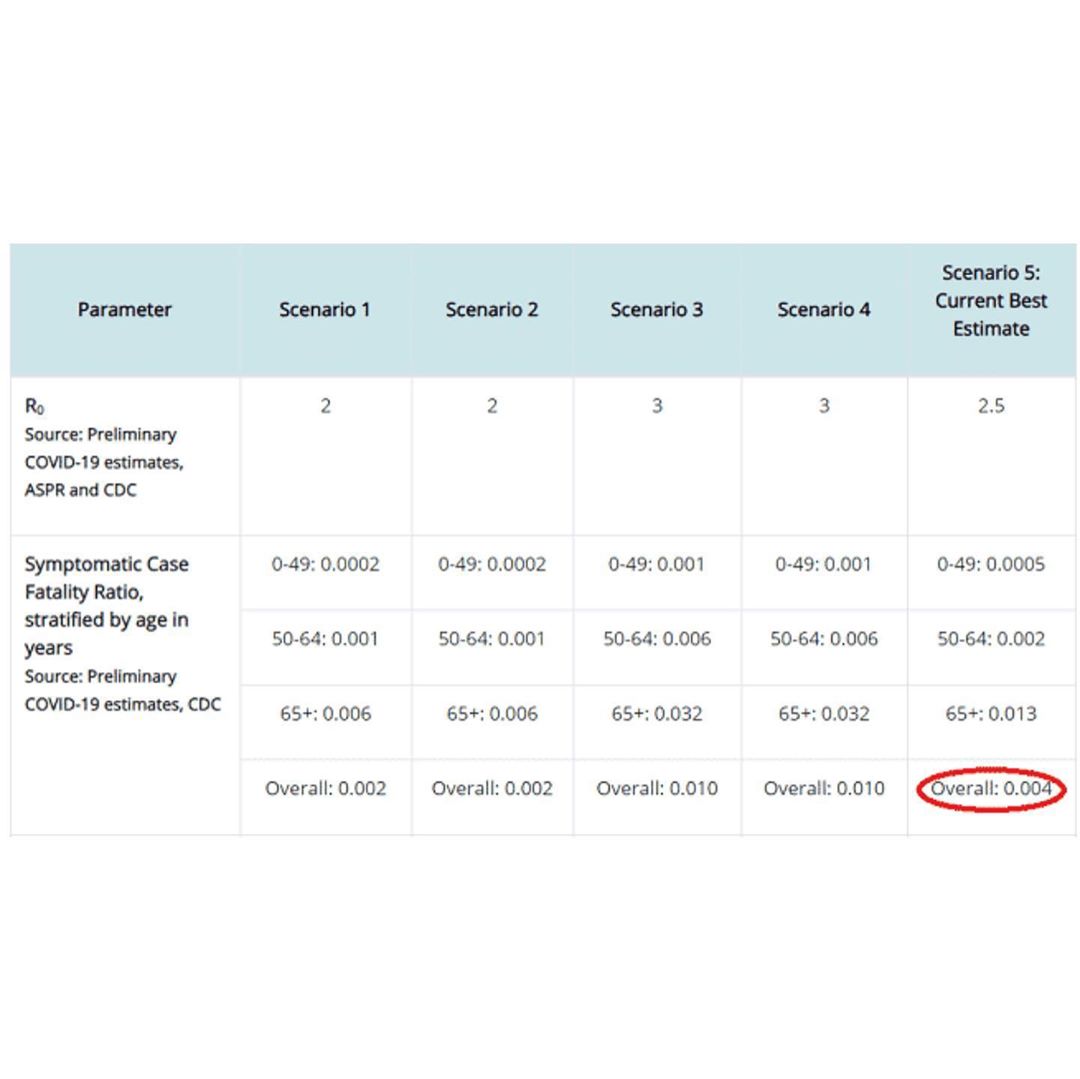 Parameter
Scenario 1
Scenario 2
Scenario 3
Scenario 4
Scenario 5:
Current Best
Estimate
R₀
Source: Preliminary
COVID-19 estimates,
ASPR and CDC
2
2
3
3
2.5
Symptomatic Case
Fatality Ratio,
stratified by age in
years
Source: Preliminary
COVID-19 estimates, CDC
0-49: 0.0002
0-49: 0.0002
0-49: 0.001
0-49: 0.001
0-49: 0.0005
50-64: 0.001
50-64: 0.001
50-64: 0.006
50-64: 0.006
50-64: 0.002
65+: 0.006
65+: 0.006
65+: 0.032
65+: 0.032
65+: 0.013
Overall: 0.002
Overall: 0.002
Overall: 0.010
Overall: 0.010
Overall: 0.004